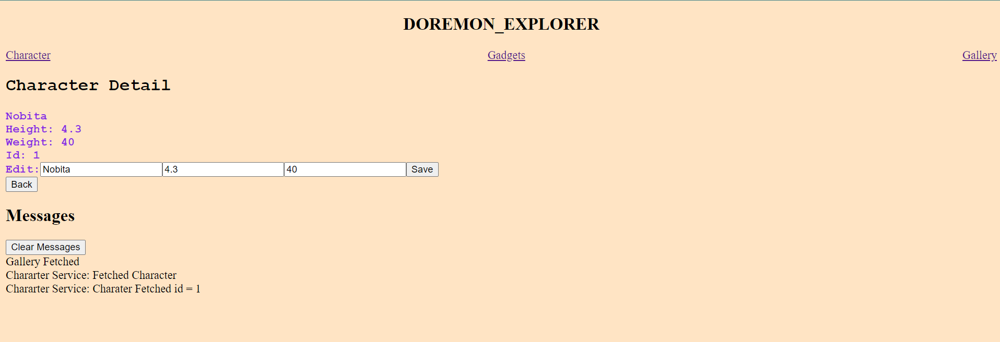 DOREMON_EXPLORER
Character Gadgets Gallery
Character Detail
Nobita
Height: 4.3
Weight: 40
Id: 1
Edit: Nobita 4.3 40 Save
Back
Messages
Clear Messages
Gallery Fetched
Chararter Service: Fetched Character
Chararter Service: Charater Fetched id = 1